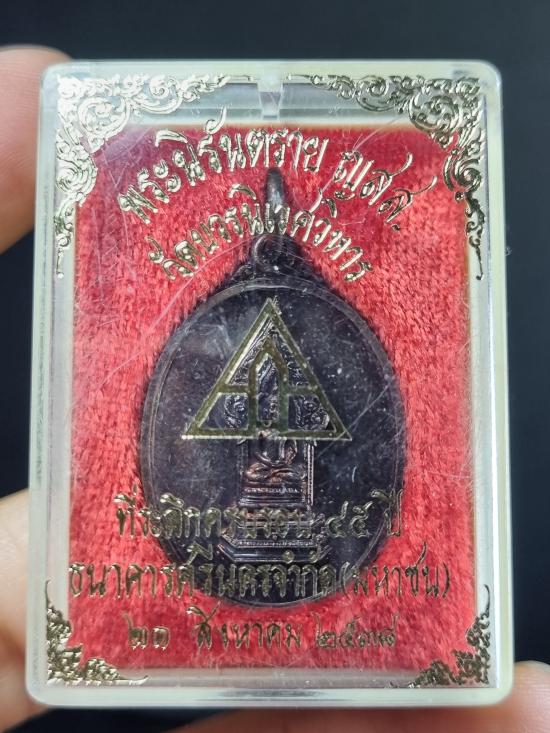 พระนิรันตราย ญสส.
วัดบวรนิเวศวิหาร
ที่ระลึกครบรอบ ๔๕ ปี
ธนาคารศรีนครจำกัด(มหาชน)
๒๑ สิงหาคม ๒๕๓๘